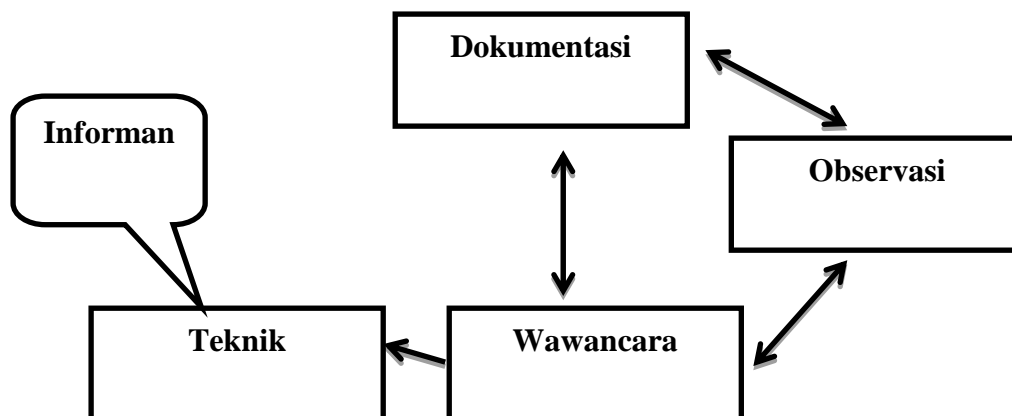 Dokumentasi
Informan
Observasi
Teknik
Wawancara